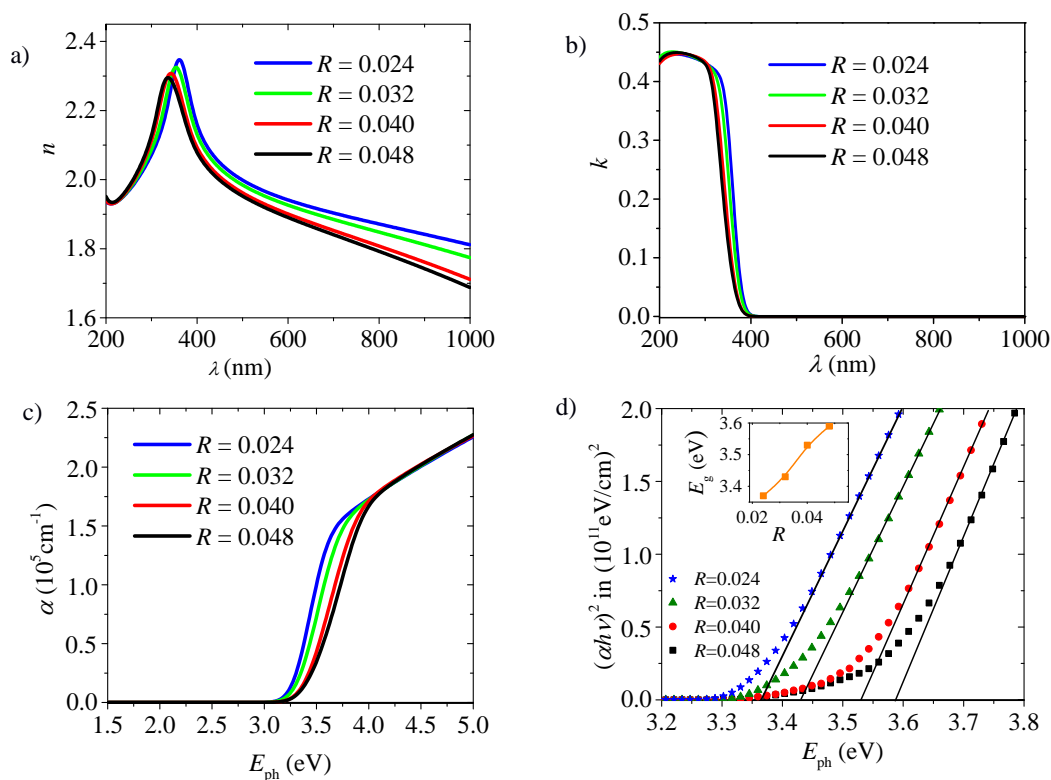 a)
n
2.4
2.2
2.0
1.8
1.6
200 400 600 800 1000
λ (nm)
R = 0.024
R = 0.032
R = 0.040
R = 0.048
b)
k
0.5
0.4
0.3
0.2
0.1
0.0
200 400 600 800 1000
λ (nm)
R = 0.024
R = 0.032
R = 0.040
R = 0.048
c)
α (10⁵cm⁻¹)
2.5
2.0
1.5
1.0
0.5
0.0
1.5 2.0 2.5 3.0 3.5 4.0 4.5 5.0
E_ph (eV)
R = 0.024
R = 0.032
R = 0.040
R = 0.048
d)
(αhν)² in (10¹¹eV/cm)²
2.0
1.5
1.0
0.5
0.0
3.2 3.3 3.4 3.5 3.6 3.7 3.8
E_ph (eV)
E_g (eV)
3.6
3.5
3.4
0.02 0.04
R
R=0.024
R=0.032
R=0.040
R=0.048